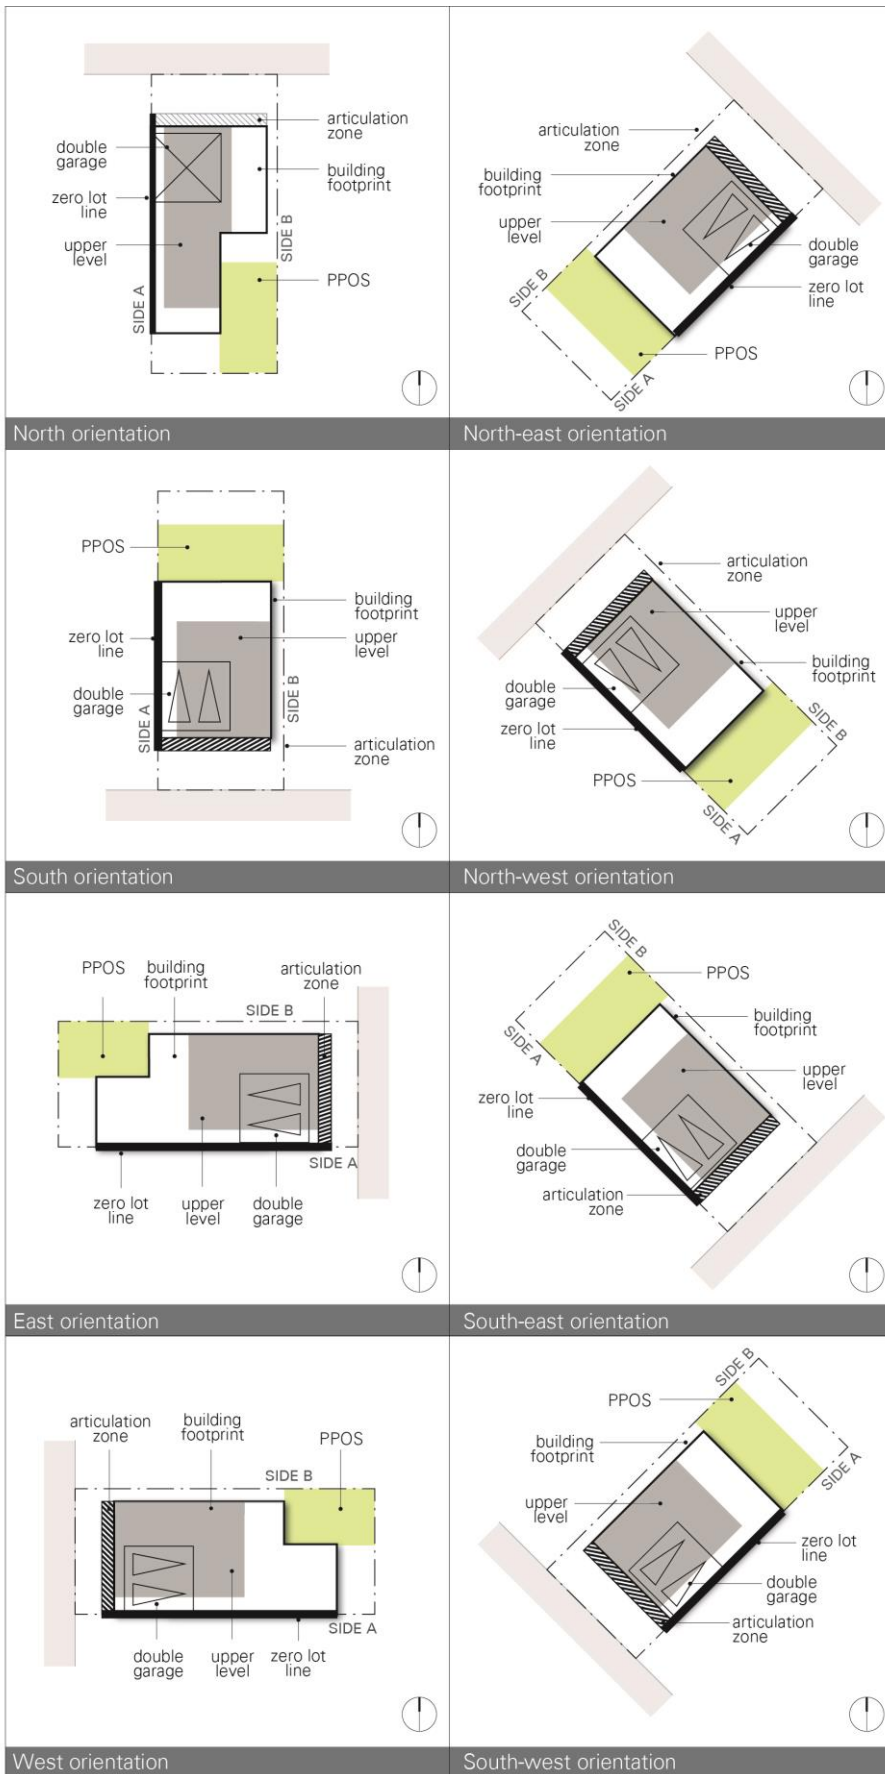 articulation
zone
double
garage
building
footprint
zero lot
line
SIDE B
upper
level
PPOS
SIDE A
North orientation
articulation
zone
building
footprint
upper
level
double
garage
SIDE B
zero lot
line
PPOS
SIDE A
North-east orientation
PPOS
building
footprint
zero lot
line
upper
level
double
garage
SIDE A
SIDE B
articulation
zone
South orientation
articulation
zone
upper
level
building
footprint
double
garage
zero lot
line
SIDE B
PPOS
SIDE A
North-west orientation
PPOS
building
footprint
articulation
zone
SIDE B
SIDE A
zero lot
line
upper
level
double
garage
East orientation
SIDE B
PPOS
building
footprint
SIDE A
upper
level
zero lot
line
double
garage
articulation
zone
South-east orientation
articulation
zone
building
footprint
PPOS
SIDE B
SIDE A
double
garage
upper
level
zero lot
line
West orientation
SIDE B
PPOS
building
footprint
SIDE A
upper
level
zero lot
line
double
garage
articulation
zone
South-west orientation